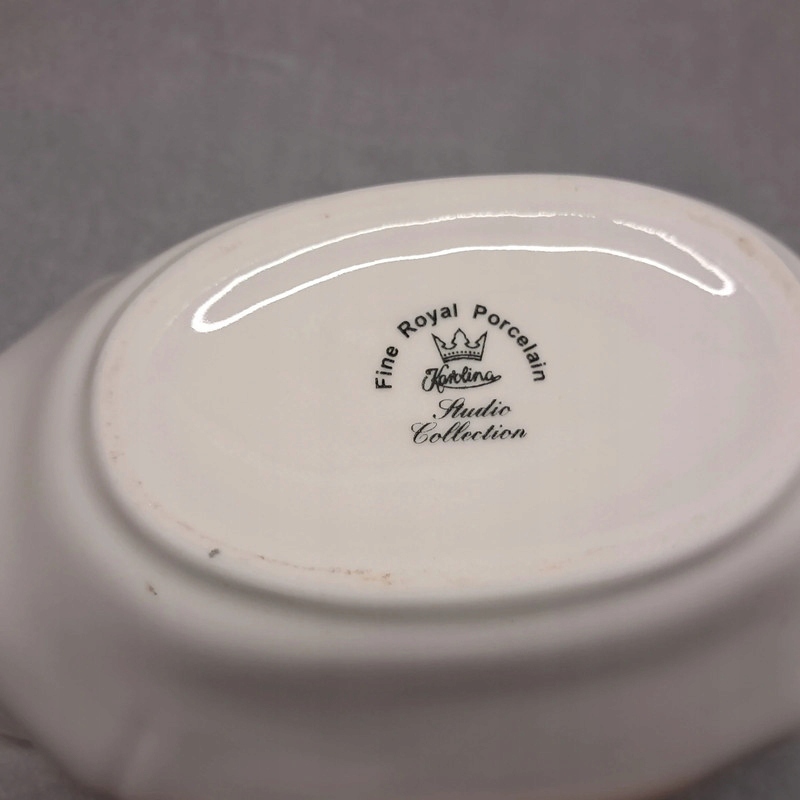 Fine Royal Porcelain
Karolina
Studio
Collection